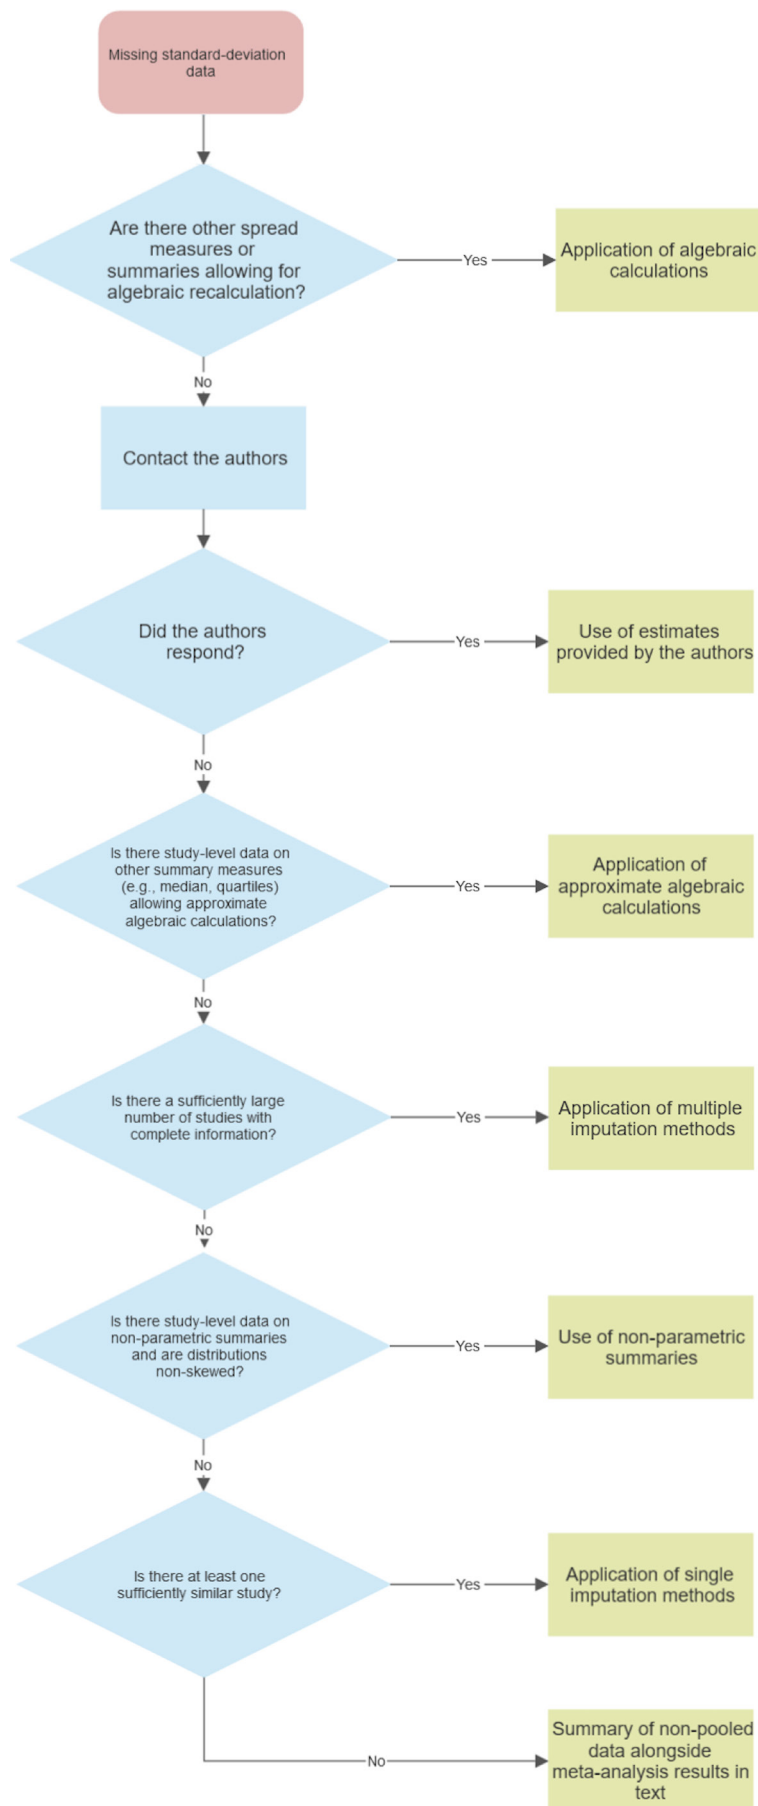 Missing standard-deviation
data
Are there other spread
measures or
summaries allowing for
algebraic recalculation?
Yes
Application of algebraic
calculations
No
Contact the authors
Did the authors
respond?
Yes
Use of estimates
provided by the authors
No
Is there study-level data on
other summary measures
(e.g., median, quartiles)
allowing approximate
algebraic calculations?
Yes
Application of
approximate algebraic
calculations
No
Is there a sufficiently large
number of studies with
complete information?
Yes
Application of multiple
imputation methods
No
Is there study-level data on
non-parametric summaries
and are distributions
non-skewed?
Yes
Use of non-parametric
summaries
No
Is there at least one
sufficiently similar study?
Yes
Application of single
imputation methods
No
Summary of non-pooled
data alongside
meta-analysis results in
text